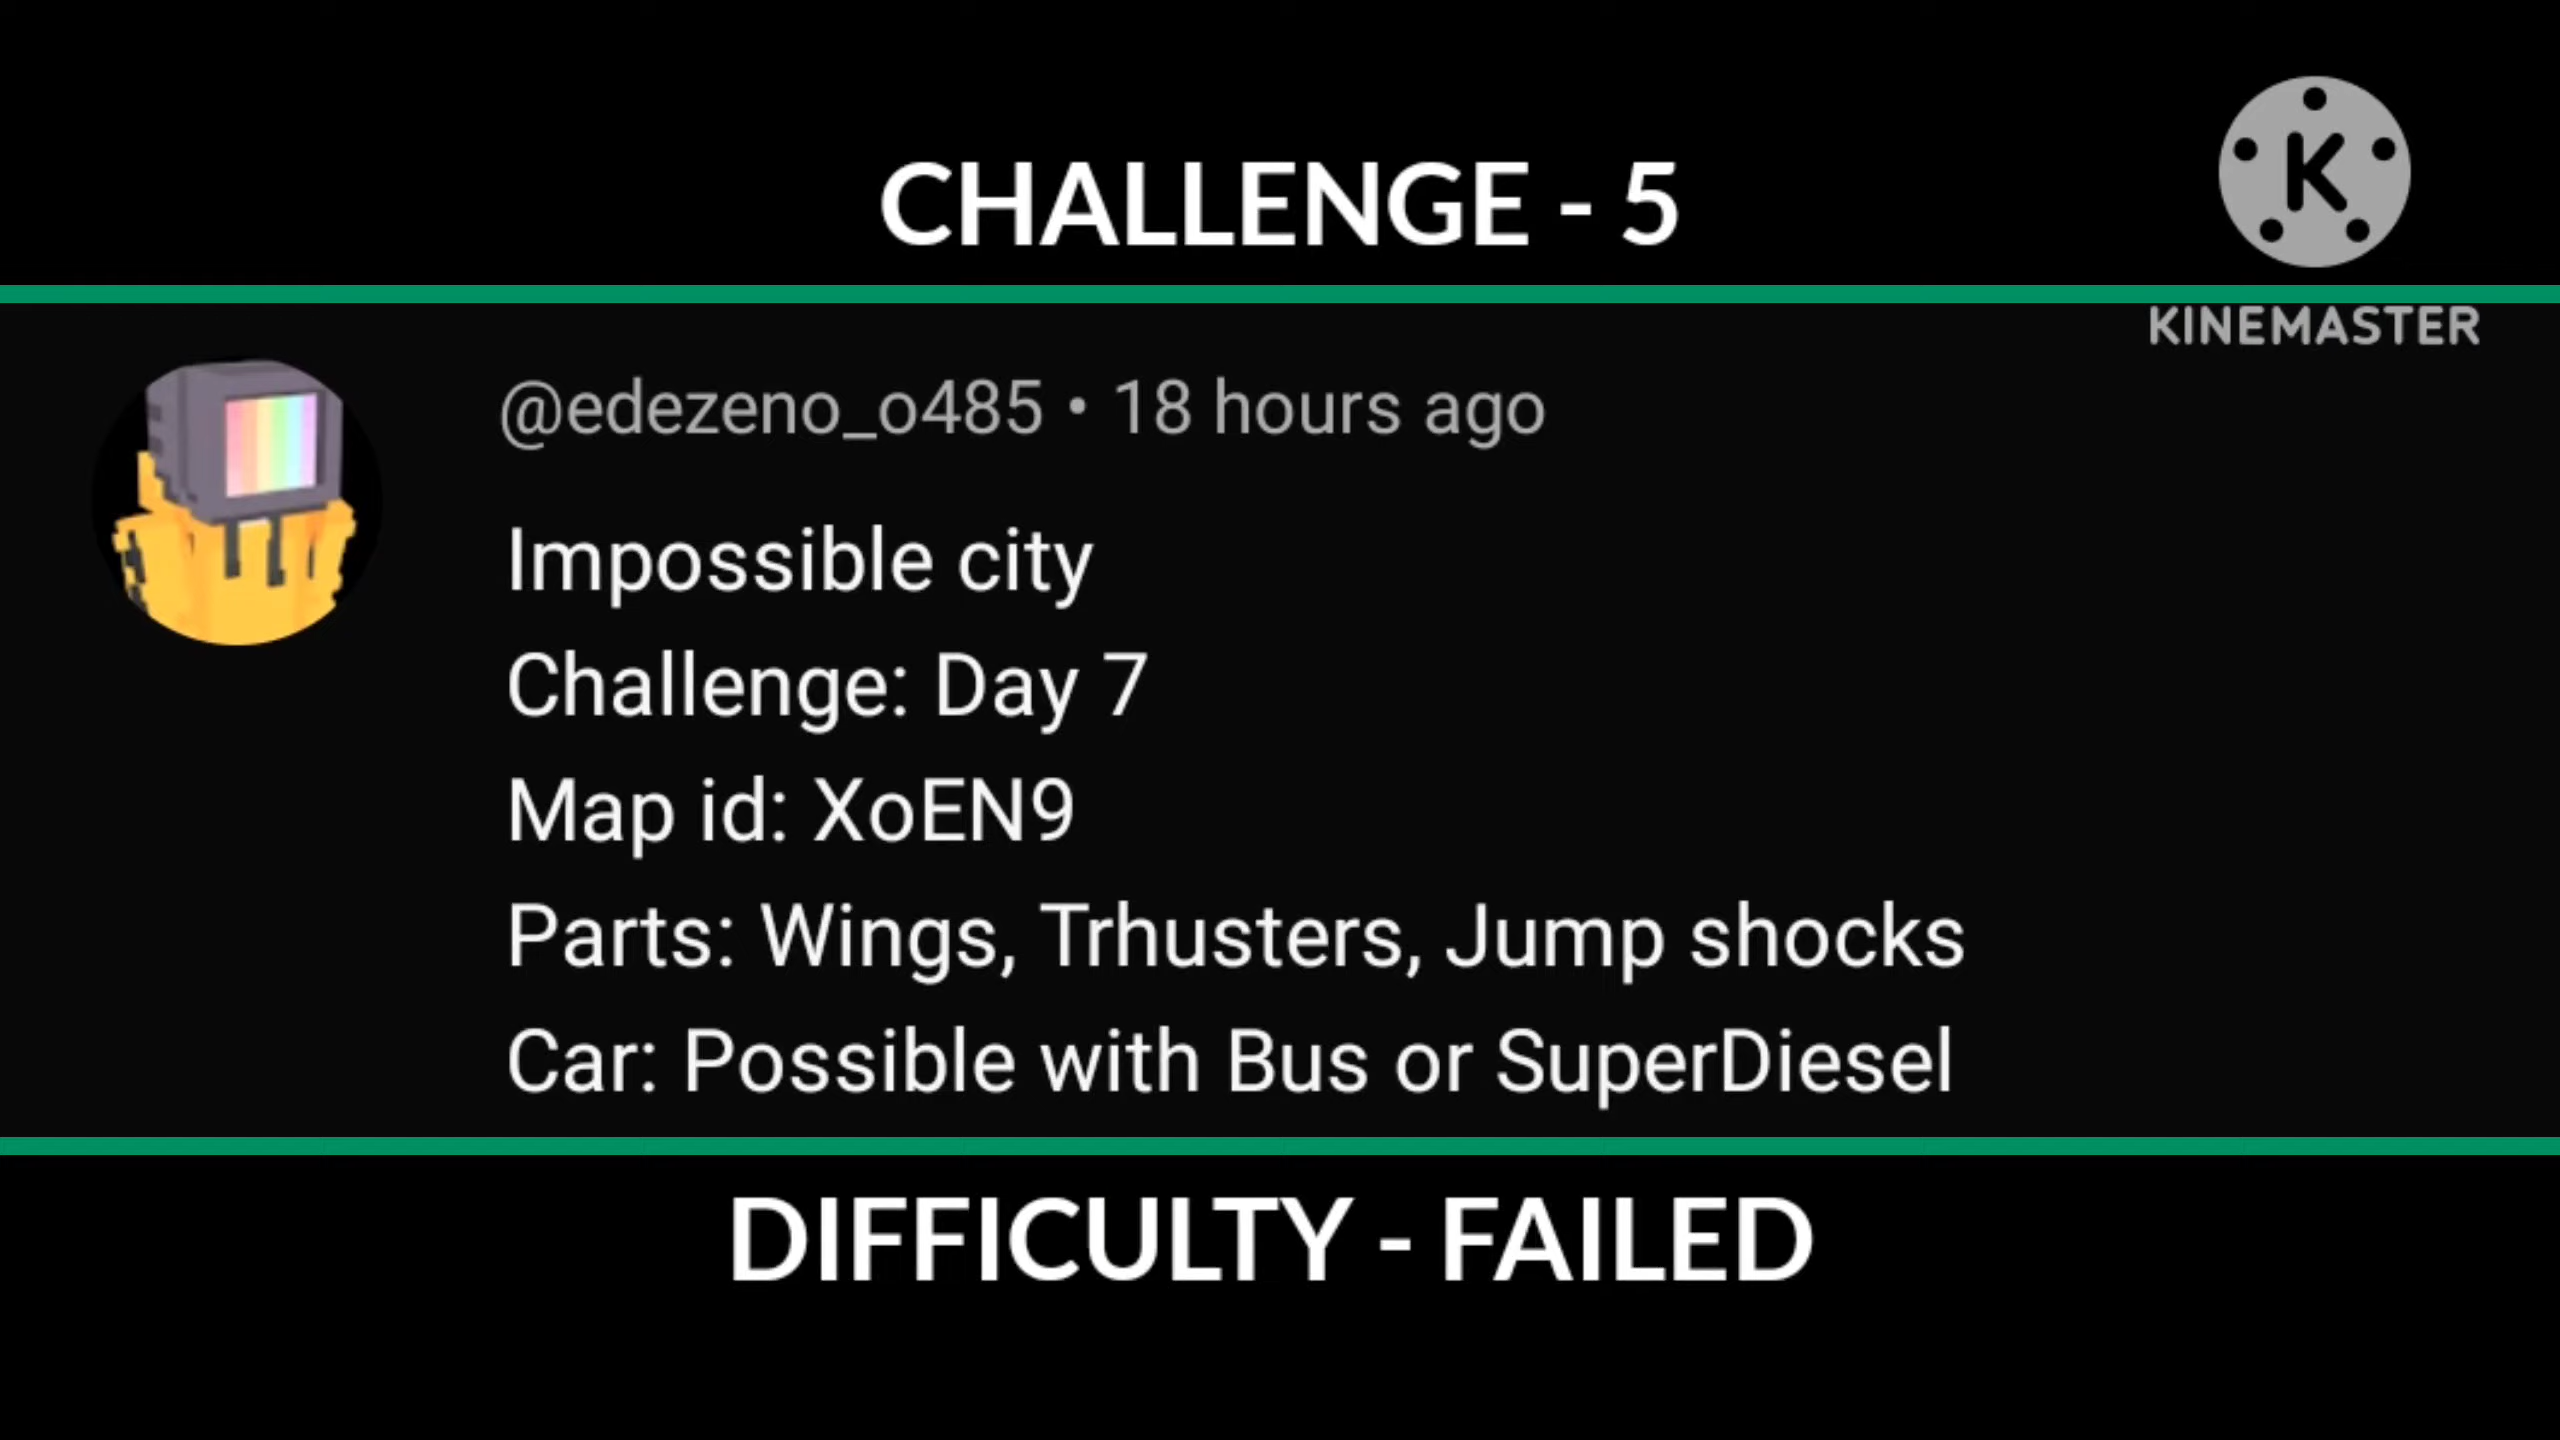 CHALLENGE - 5
K
KINEMASTER
@edezeno_o485 • 18 hours ago
Impossible city
Challenge: Day 7
Map id: XoEN9
Parts: Wings, Trhusters, Jump shocks
Car: Possible with Bus or SuperDiesel
DIFFICULTY - FAILED